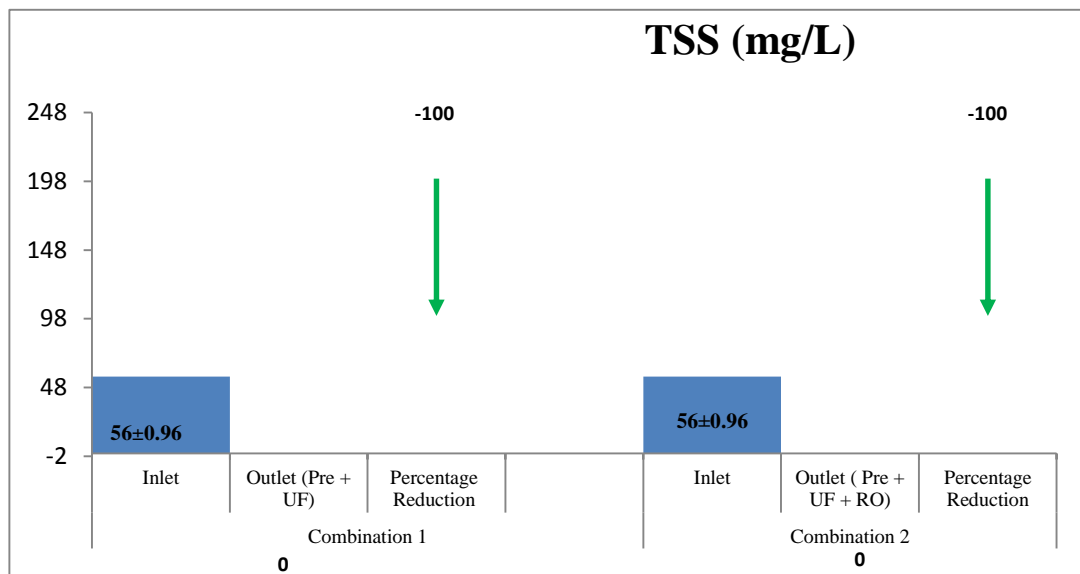 TSS (mg/L)
-100
-100
248
198
148
98
48
-2
56±0.96
56±0.96
Inlet
Outlet (Pre +
UF)
Percentage
Reduction
Inlet
Outlet ( Pre +
UF + RO)
Percentage
Reduction
Combination 1
Combination 2
0
0